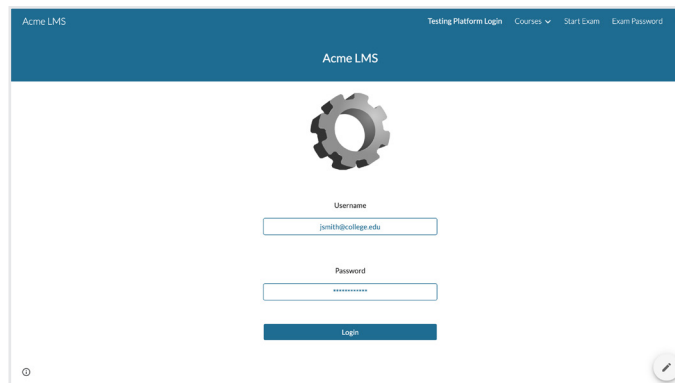 Acme LMS
Testing Platform Login Courses Start Exam Exam Password
Acme LMS
Username
jsmith@college.edu
Password
************
Login